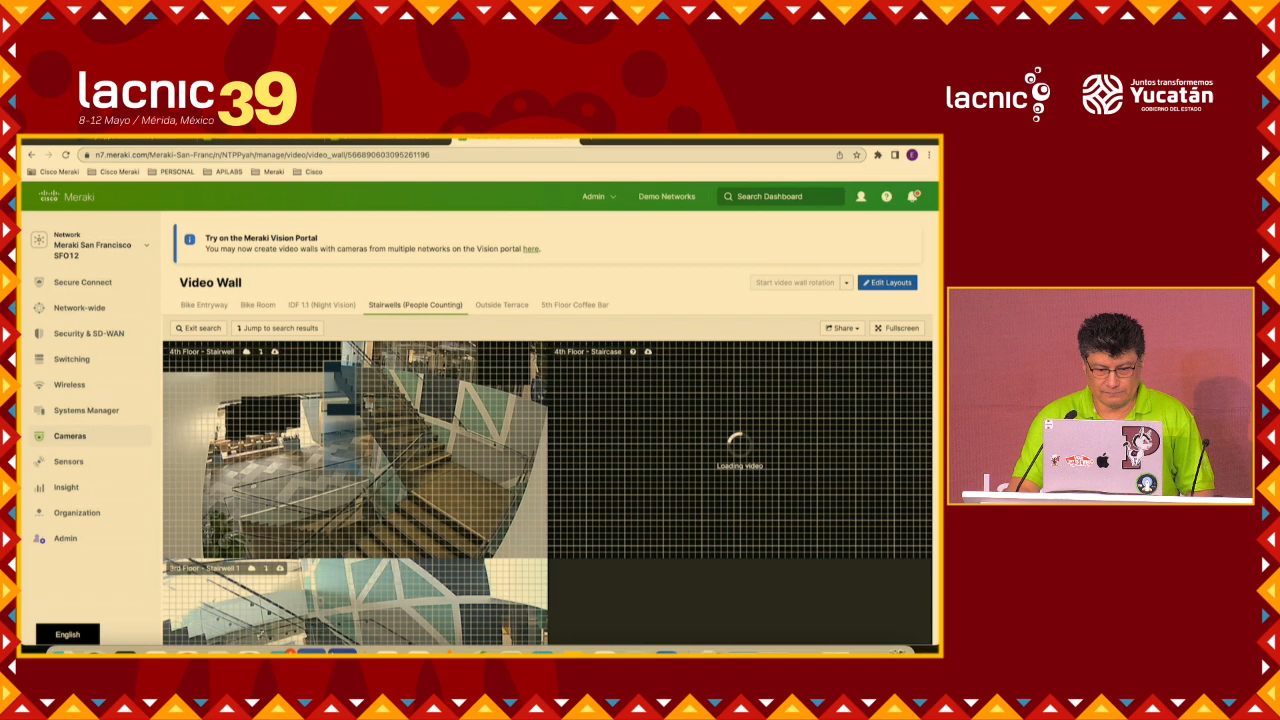 lacnic39
8-12 Mayo / Mérida, México
lacnic
Juntos transformemos
Yucatán
GOBIERNO DEL ESTADO
n7.meraki.com/Meraki-San-Franc/n/NTPPyah/manage/video/video_wall/566890603095261196
Cisco Meraki
Cisco Meraki
PERSONAL
APILABS
Meraki
Cisco
CISCO Meraki
Admin
Demo Networks
Search Dashboard
Network
Meraki San Francisco
SFO12
Secure Connect
Network-wide
Security & SD-WAN
Switching
Wireless
Systems Manager
Cameras
Sensors
Insight
Organization
Admin
English
Try on the Meraki Vision Portal
You may now create video walls with cameras from multiple networks on the Vision portal here.
Video Wall
Start video wall rotation
Edit Layouts
Bike Entryway
Bike Room
IDF 1.1 (Night Vision)
Stairwells (People Counting)
Outside Terrace
5th Floor Coffee Bar
Exit search
Jump to search results
Share
Fullscreen
4th Floor - Stairwell
4th Floor - Staircase
Loading video
3rd Floor - Stairwell 1